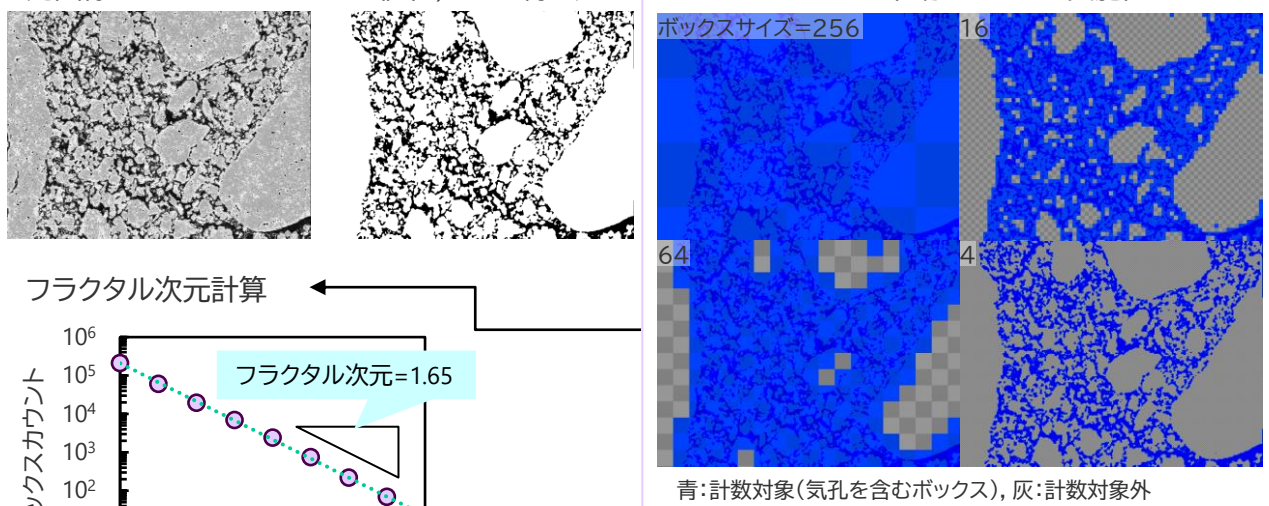 ボックスサイズ=256
16
64
4
フラクタル次元計算
フラクタル次元=1.65
10⁶
10⁵
10⁴
10³
10²
ックスカウント
青:計数対象(気孔を含むボックス), 灰:計数対象外